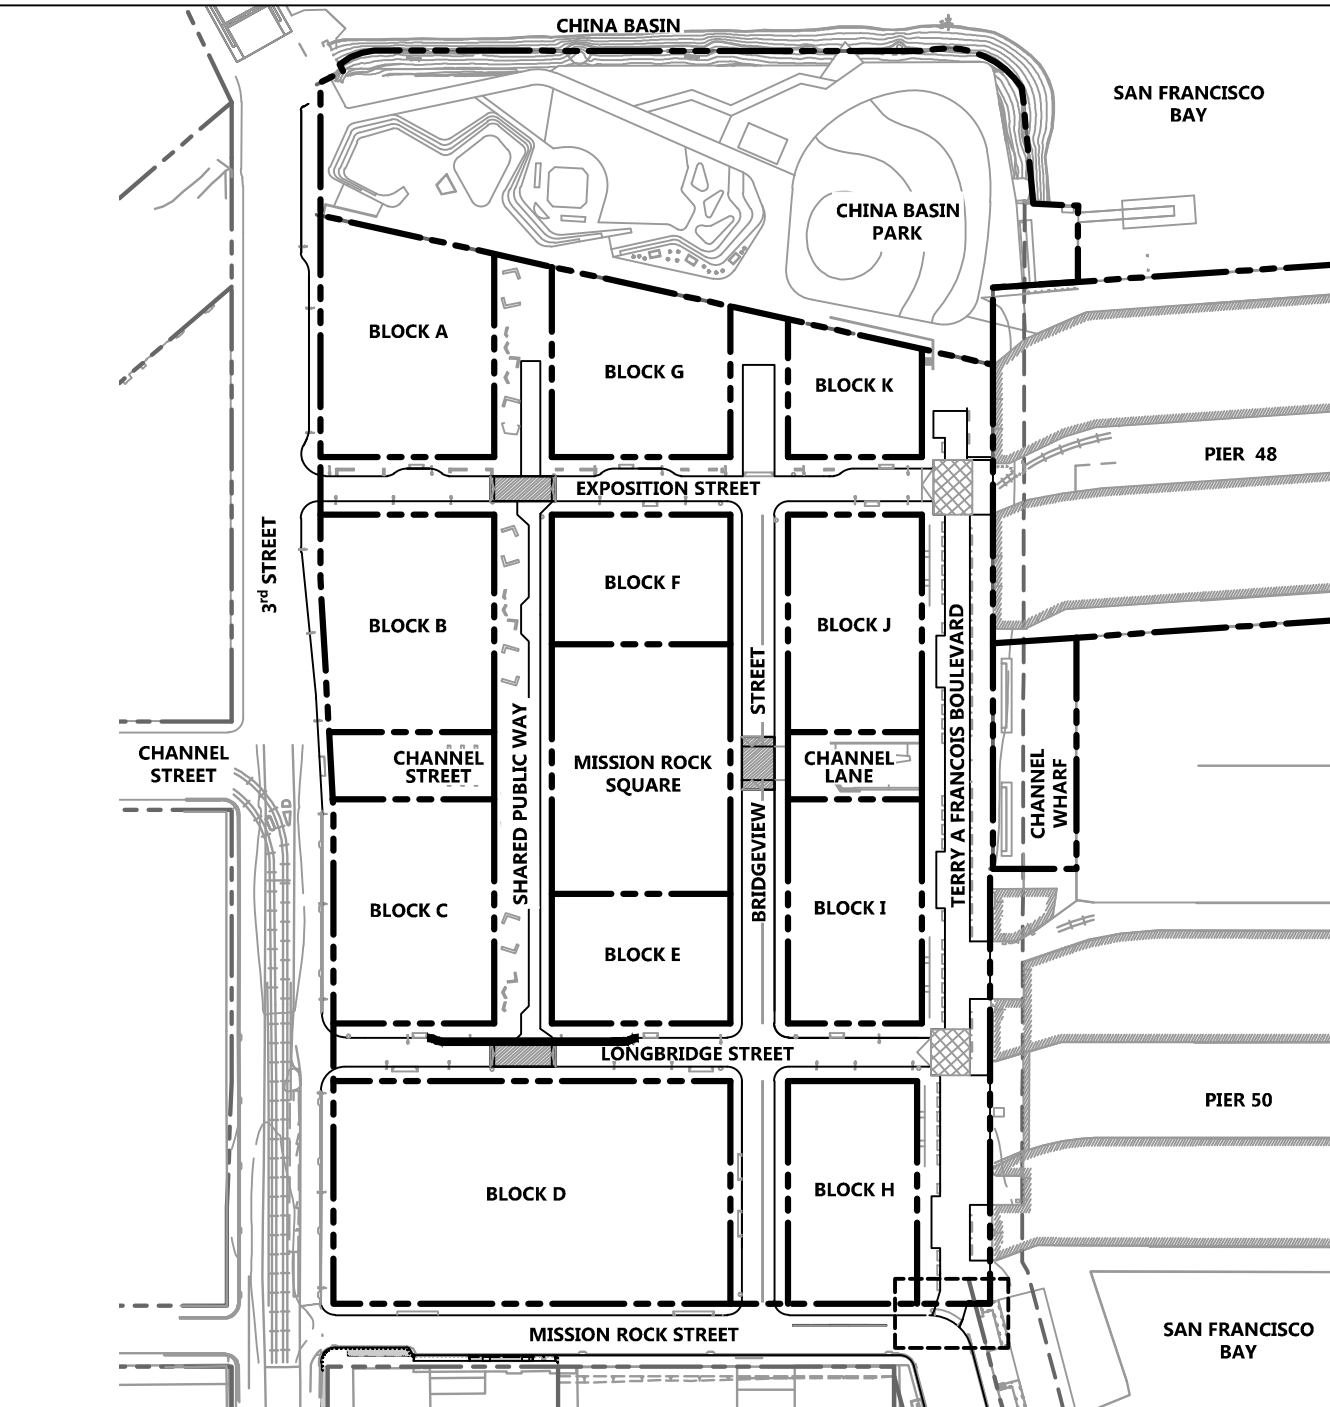 CHINA BASIN
SAN FRANCISCO
BAY
CHINA BASIN
PARK
BLOCK A
BLOCK G
BLOCK K
PIER 48
EXPOSITION STREET
3rd STREET
BLOCK F
BLOCK B
BLOCK J
CHANNEL
STREET
CHANNEL
STREET
SHARED PUBLIC WAY
MISSION ROCK
SQUARE
BRIDGEVIEW STREET
CHANNEL
LANE
TERRY A FRANCOIS BOULEVARD
CHANNEL
WHARF
BLOCK C
BLOCK I
BLOCK E
LONGBRIDGE STREET
PIER 50
BLOCK D
BLOCK H
MISSION ROCK STREET
SAN FRANCISCO
BAY